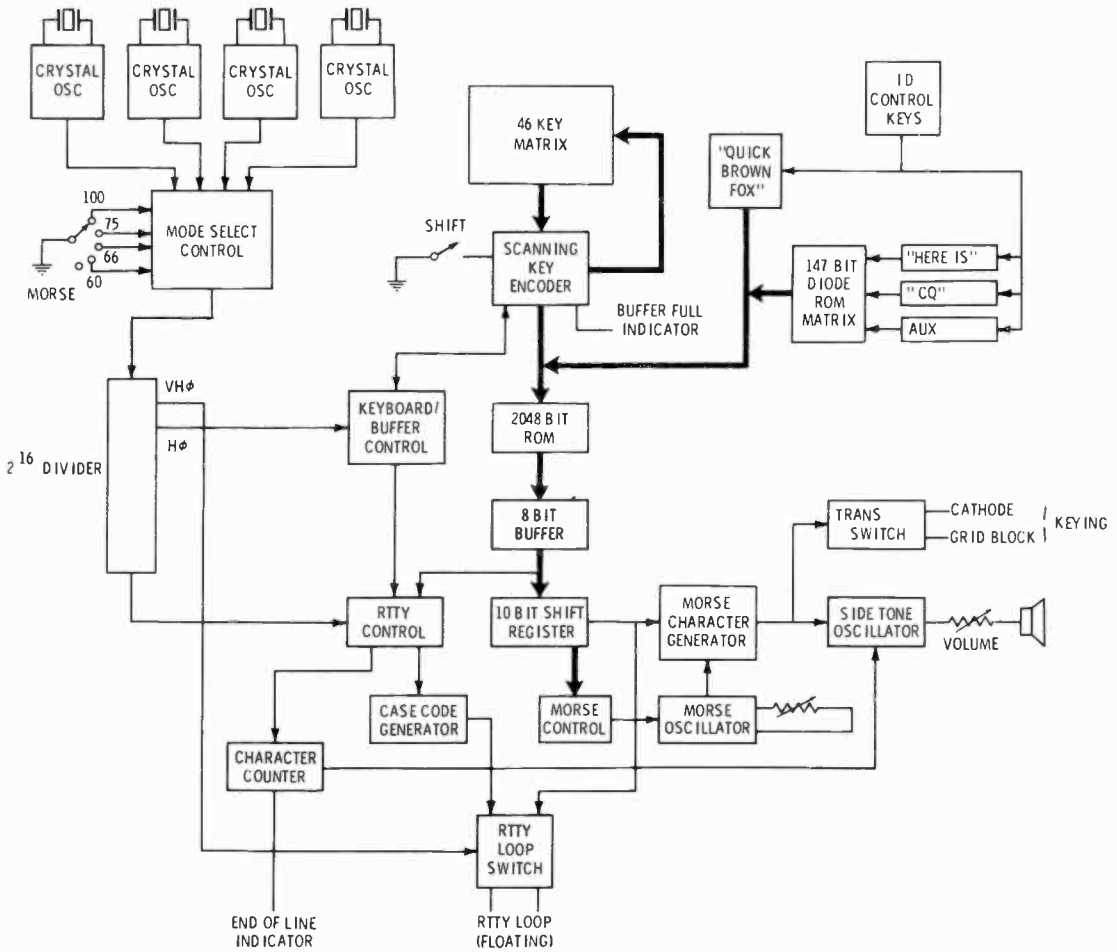 CRYSTAL
OSC
CRYSTAL
OSC
CRYSTAL
OSC
CRYSTAL
OSC
46 KEY
MATRIX
ID
CONTROL
KEYS
"QUICK
BROWN
FOX"
100
75
66
60
MORSE
MODE SELECT
CONTROL
SHIFT
SCANNING
KEY
ENCODER
BUFFER FULL
INDICATOR
147 BIT
DIODE
ROM
MATRIX
"HERE IS"
"CQ"
AUX
VHϕ
Hϕ
2^16 DIVIDER
KEYBOARD/
BUFFER
CONTROL
2048 BIT
ROM
8 BIT
BUFFER
TRANS
SWITCH
CATHODE
GRID BLOCK
KEYING
RTTY
CONTROL
10 BIT SHIFT
REGISTER
MORSE
CHARACTER
GENERATOR
SIDE TONE
OSCILLATOR
VOLUME
CASE CODE
GENERATOR
MORSE
CONTROL
MORSE
OSCILLATOR
CHARACTER
COUNTER
RTTY
LOOP
SWITCH
END OF LINE
INDICATOR
RTTY LOOP
(FLOATING)